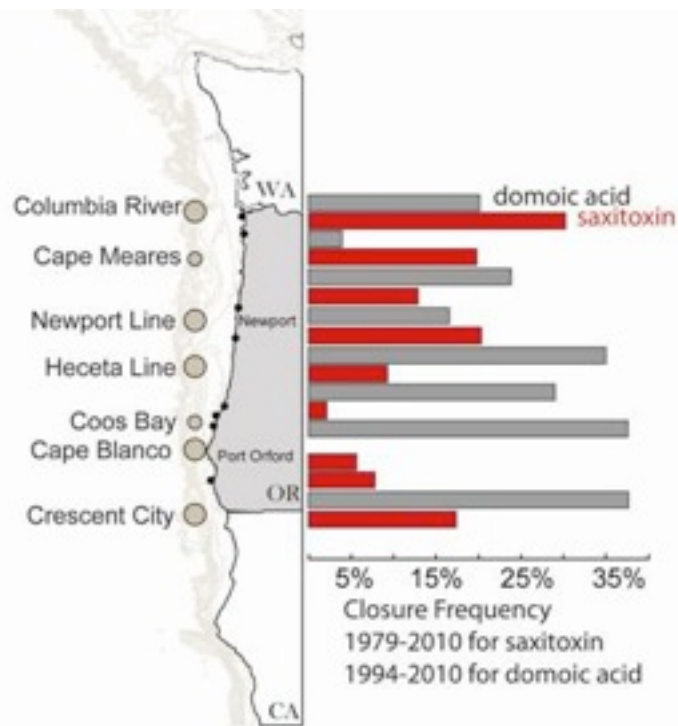 WA
domoic acid
Columbia River
saxitoxin
Cape Meares
Newport Line
Newport
Heceta Line
Coos Bay
Cape Blanco
Port Orford
OR
Crescent City
5% 15% 25% 35%
Closure Frequency
1979-2010 for saxitoxin
1994-2010 for domoic acid
CA